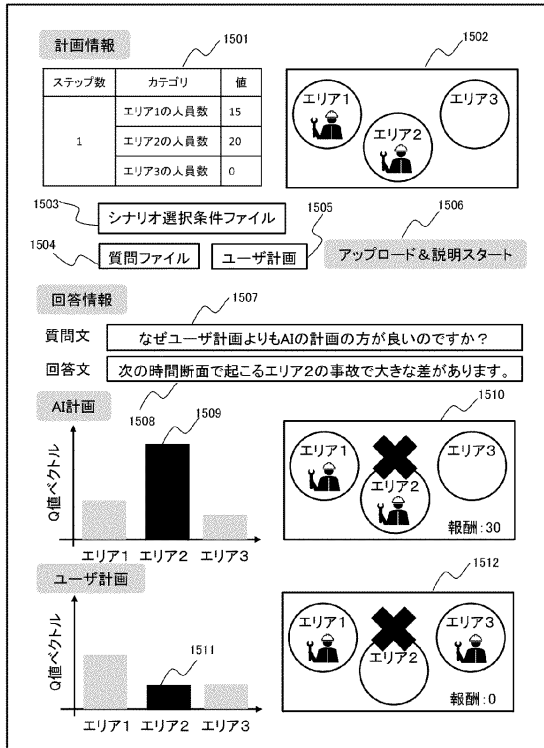 計画情報
1501
1502
ステップ数 カテゴリ 値
1 エリア1の人員数 15
エリア2の人員数 20
エリア3の人員数 0
エリア1
エリア2
エリア3
1503
シナリオ選択条件ファイル
1504
質問ファイル
1505
ユーザ計画
1506
アップロード&説明スタート
回答情報
1507
質問文 なぜユーザ計画よりもAIの計画の方が良いのですか?
回答文 次の時間断面で起こるエリア2の事故で大きな差があります。
1508
AI計画
1509
1510
Q値ベクトル
エリア1 エリア2 エリア3
エリア1
エリア2
エリア3
報酬:30
ユーザ計画
1511
1512
Q値ベクトル
エリア1 エリア2 エリア3
エリア1
エリア2
エリア3
報酬:0